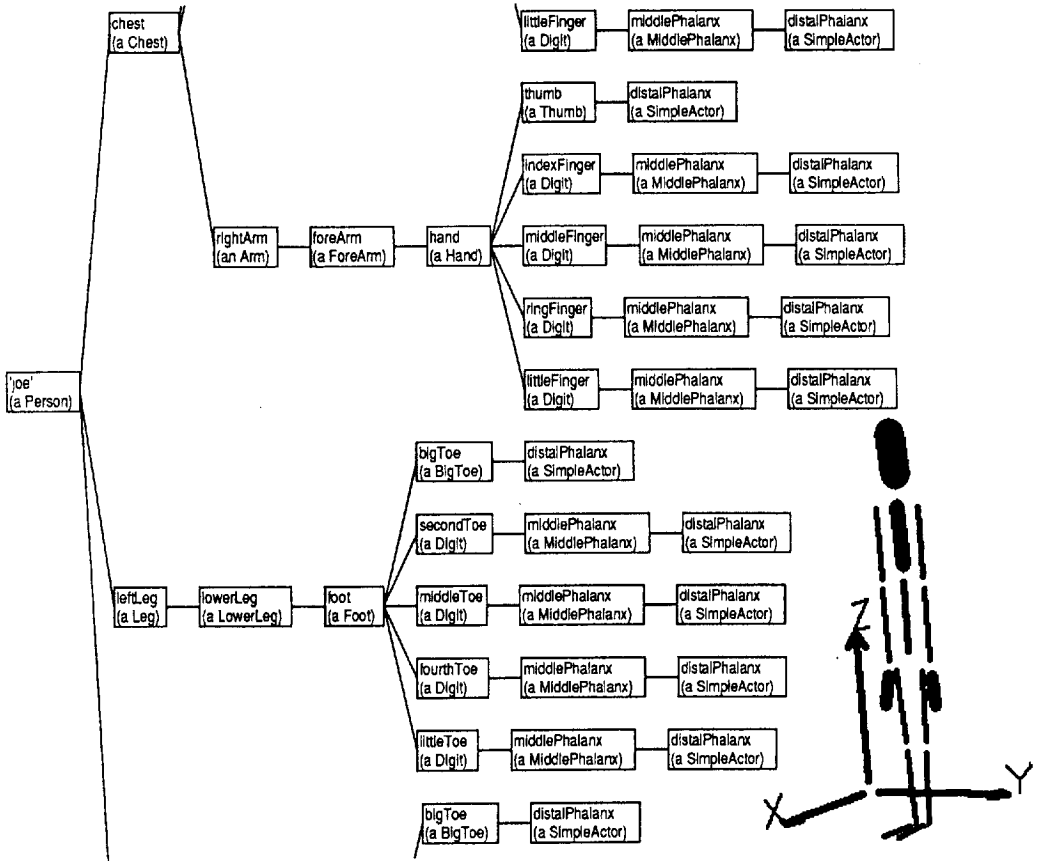 chest
(a Chest)
littleFinger
(a Digit)
middlePhalanx
(a MiddlePhalanx)
distalPhalanx
(a SimpleActor)
thumb
(a Thumb)
distalPhalanx
(a SimpleActor)
indexFinger
(a Digit)
middlePhalanx
(a MiddlePhalanx)
distalPhalanx
(a SimpleActor)
rightArm
(an Arm)
foreArm
(a ForeArm)
hand
(a Hand)
middleFinger
(a Digit)
middlePhalanx
(a MiddlePhalanx)
distalPhalanx
(a SimpleActor)
ringFinger
(a Digit)
middlePhalanx
(a MiddlePhalanx)
distalPhalanx
(a SimpleActor)
'joe'
(a Person)
littleFinger
(a Digit)
middlePhalanx
(a MiddlePhalanx)
distalPhalanx
(a SimpleActor)
bigToe
(a BigToe)
distalPhalanx
(a SimpleActor)
secondToe
(a Digit)
middlePhalanx
(a MiddlePhalanx)
distalPhalanx
(a SimpleActor)
leftLeg
(a Leg)
lowerLeg
(a LowerLeg)
foot
(a Foot)
middleToe
(a Digit)
middlePhalanx
(a MiddlePhalanx)
distalPhalanx
(a SimpleActor)
fourthToe
(a Digit)
middlePhalanx
(a MiddlePhalanx)
distalPhalanx
(a SimpleActor)
littleToe
(a Digit)
middlePhalanx
(a MiddlePhalanx)
distalPhalanx
(a SimpleActor)
bigToe
(a BigToe)
distalPhalanx
(a SimpleActor)
Z
X
Y